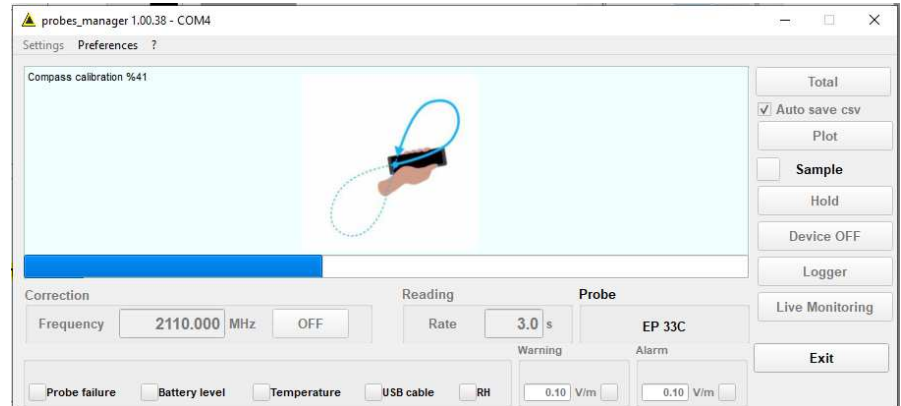 probes_manager 1.00.38 - COM4
Settings Preferences ?
Compass calibration %41
Total
Auto save csv
Plot
Sample
Hold
Device OFF
Logger
Live Monitoring
Exit
Correction
Frequency 2110.000 MHz OFF
Reading
Rate 3.0 s
Probe
EP 33C
Probe failure Battery level Temperature USB cable RH
Warning
0.10 V/m
Alarm
0.10 V/m